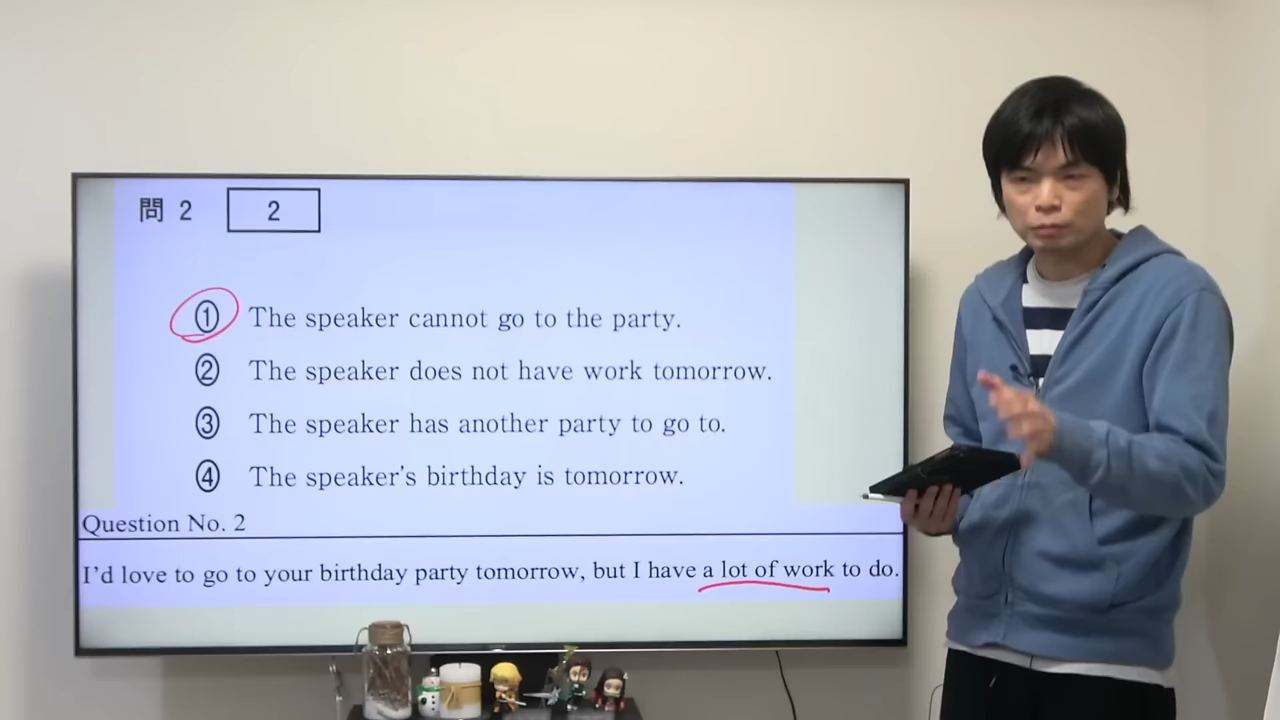 問 2 2
① The speaker cannot go to the party.
② The speaker does not have work tomorrow.
③ The speaker has another party to go to.
④ The speaker's birthday is tomorrow.
Question No. 2
I'd love to go to your birthday party tomorrow, but I have a lot of work to do.